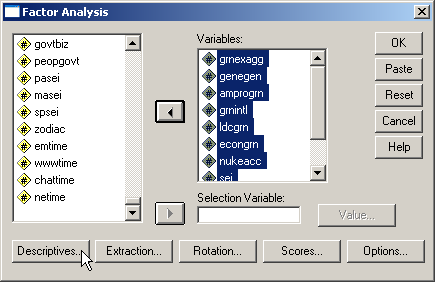 Factor Analysis
govtbiz
peopgovt
pasei
masei
spsei
zodiac
emtime
wwwtime
chattime
netime
Variables:
grnexagg
genegen
amprogrn
grnintl
ldcgrn
econgrn
nukeacc
sei
Selection Variable:
Value...
OK
Paste
Reset
Cancel
Help
Descriptives...
Extraction...
Rotation...
Scores...
Options...